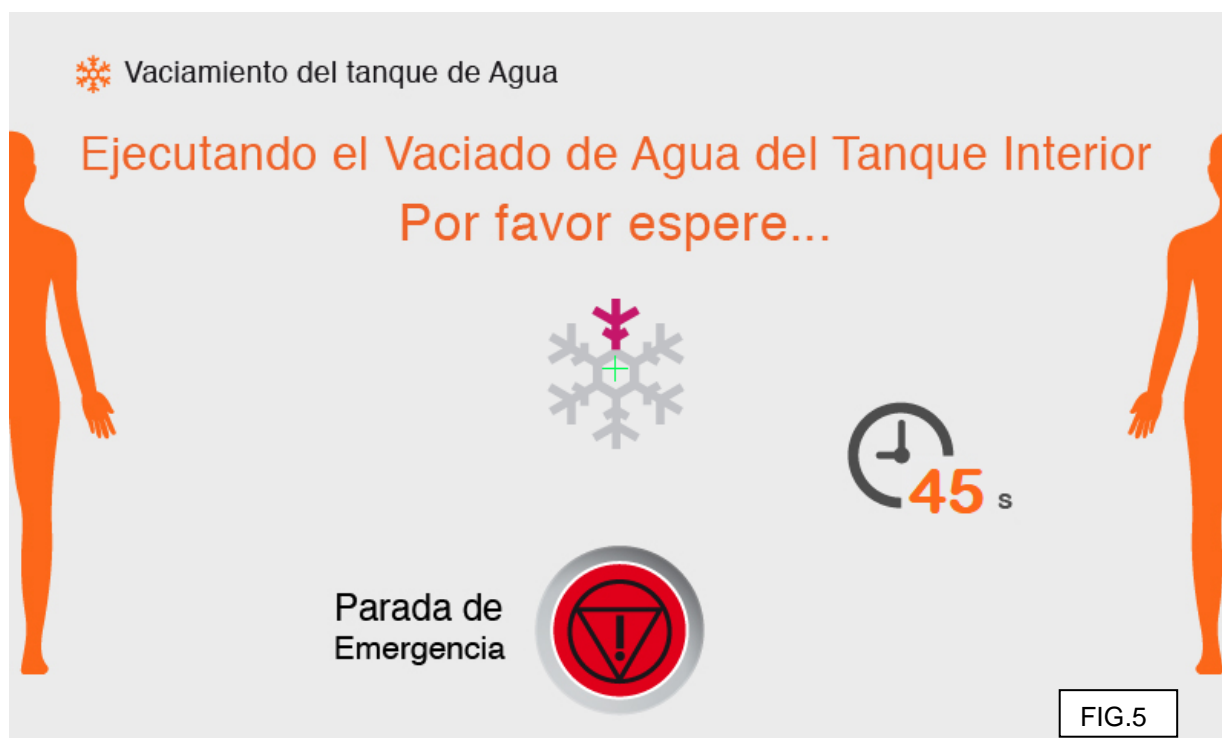 Vaciamiento del tanque de Agua
Ejecutando el Vaciado de Agua del Tanque Interior
Por favor espere...
45 s
Parada de
Emergencia
FIG.5